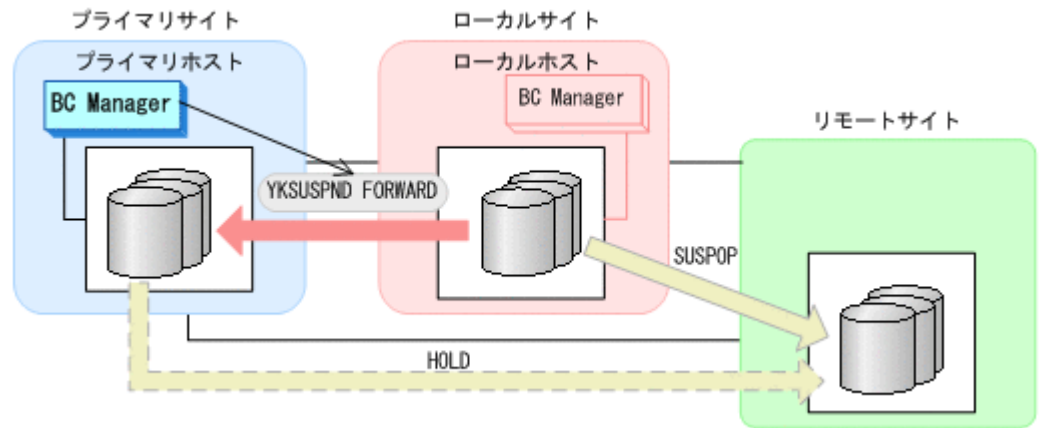 プライマリサイト
ローカルサイト
プライマリホスト
ローカルホスト
BC Manager
BC Manager
リモートサイト
YKSUSPND FORWARD
SUSPOP
HOLD